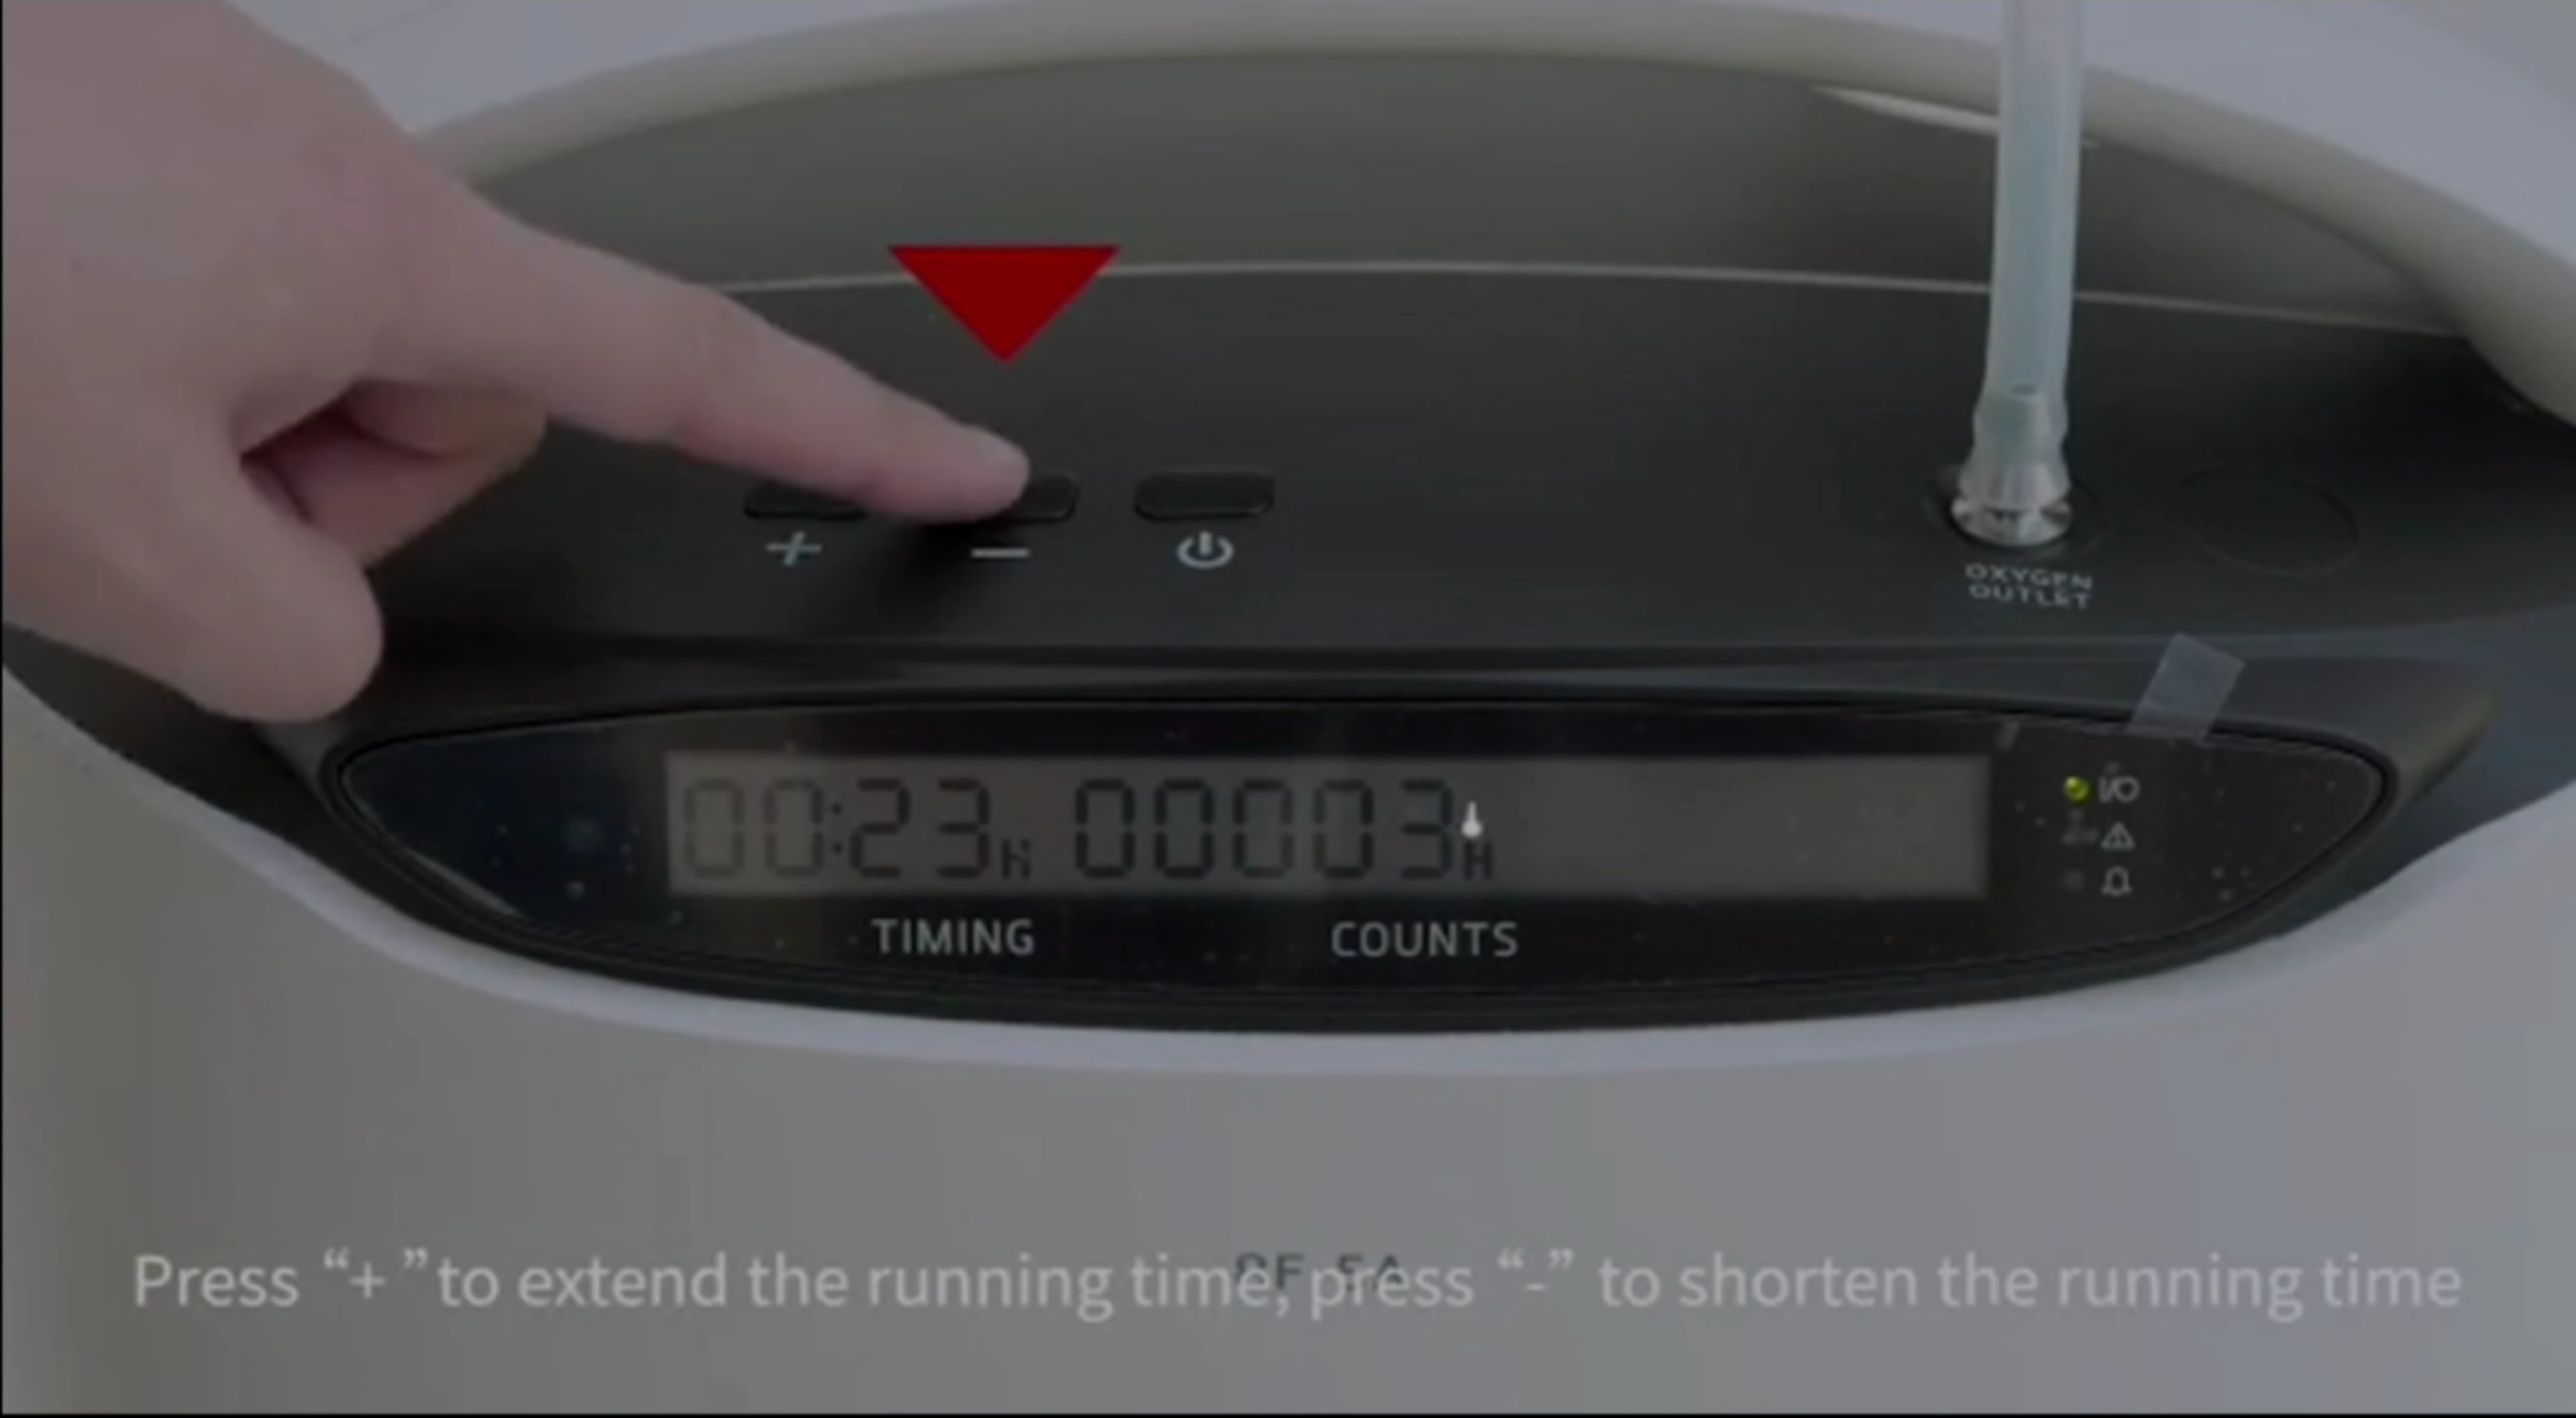 +
—
OXYGEN
OUTLET
00:23h 00003H
I/O
TIMING
COUNTS
Press “+ ” to extend the running time, press “-” to shorten the running time